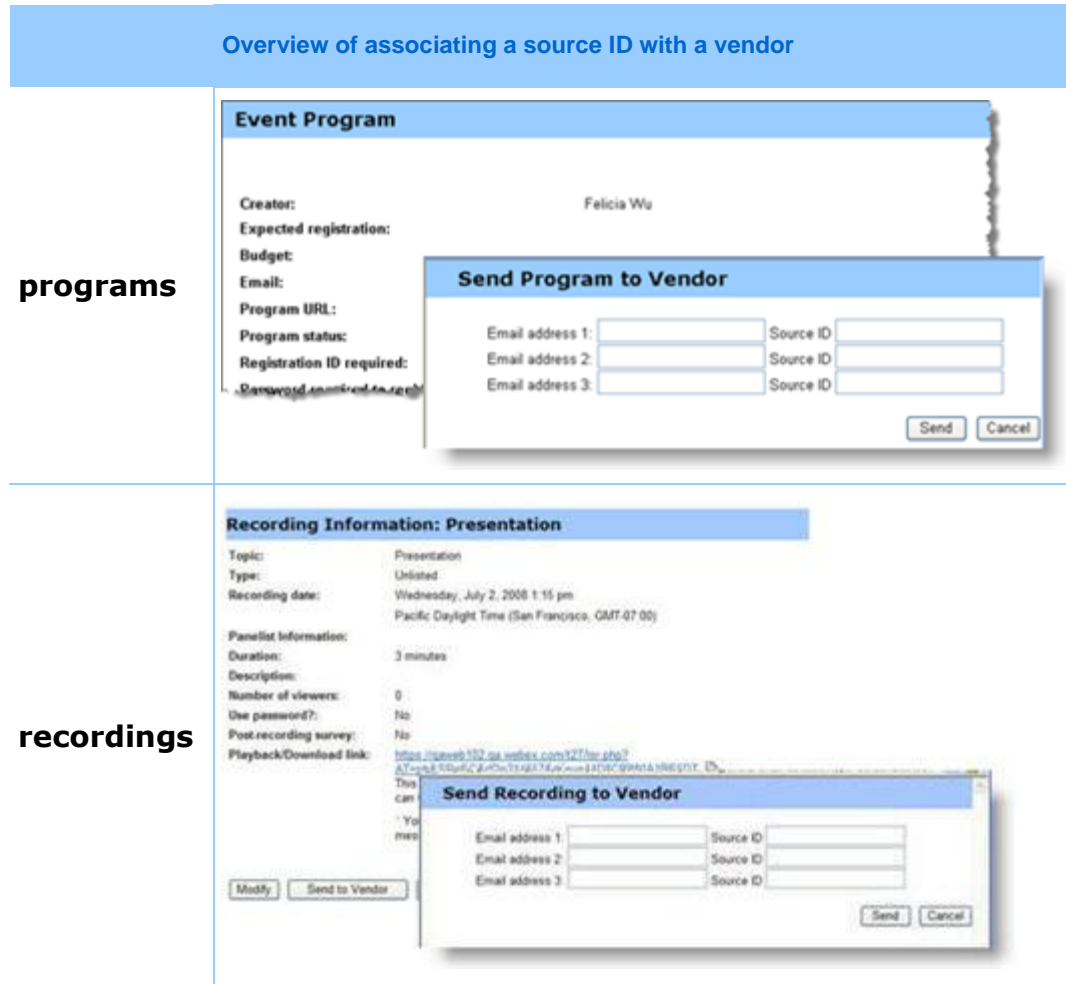 Overview of associating a source ID with a vendor
programs
Event Program
Creator: Felicia Wu
Expected registration:
Budget:
Email:
Program URL:
Program status:
Registration ID required:
Password required to
Send Program to Vendor
Email address 1: Source ID
Email address 2: Source ID
Email address 3: Source ID
Send Cancel
recordings
Recording Information: Presentation
Topic: Presentation
Type: Unlisted
Recording date: Wednesday, July 2, 2008 1:15 pm
Pacific Daylight Time (San Francisco, GMT-07:00)
Panelist Information:
Duration: 3 minutes
Description:
Number of viewers: 0
Use password?: No
Post-recording survey: No
Playback/Download link:
This
can
Modify Send to Vendor
Send Recording to Vendor
Email address 1: Source ID
Email address 2: Source ID
Email address 3: Source ID
Send Cancel